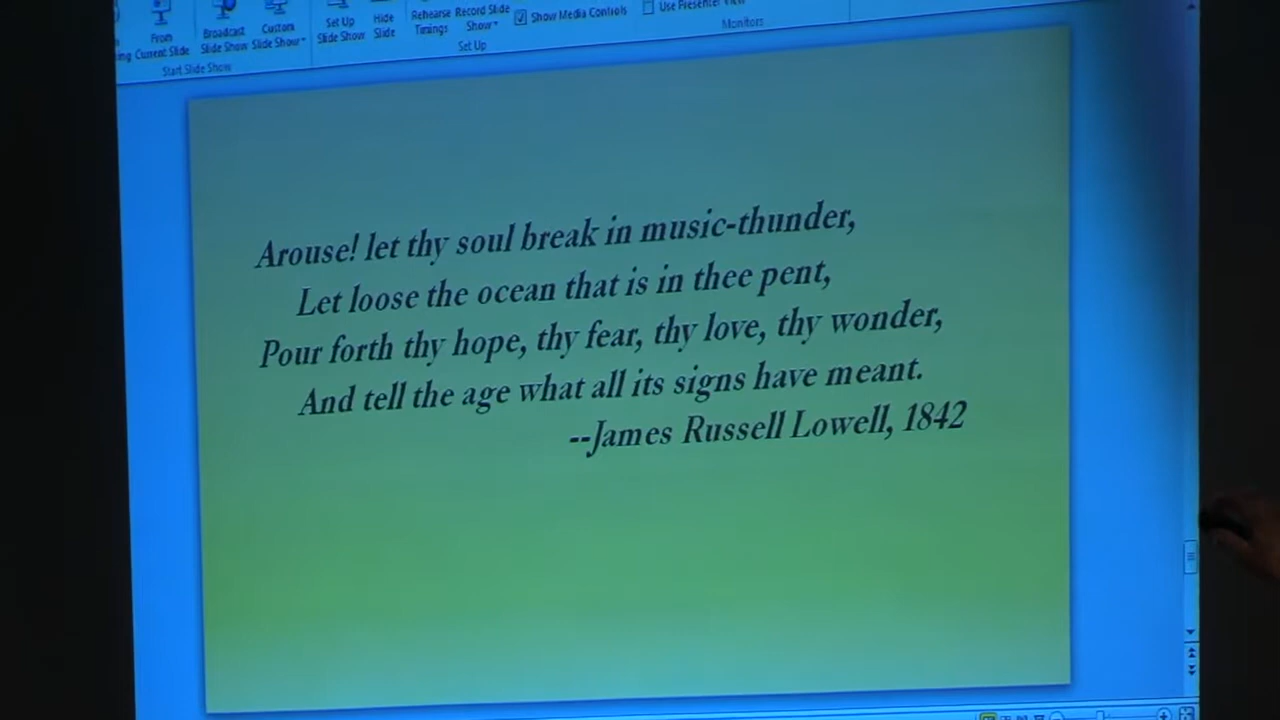 From
Current Slide
Broadcast
Slide Show
Custom
Slide Show
Start Slide Show
Set Up
Slide Show
Hide
Slide
Rehearse
Timings
Record Slide
Show
Set Up
Show Media Controls
Use Presenter View
Monitors
Arouse! let thy soul break in music-thunder,
Let loose the ocean that is in thee pent,
Pour forth thy hope, thy fear, thy love, thy wonder,
And tell the age what all its signs have meant.
--James Russell Lowell, 1842